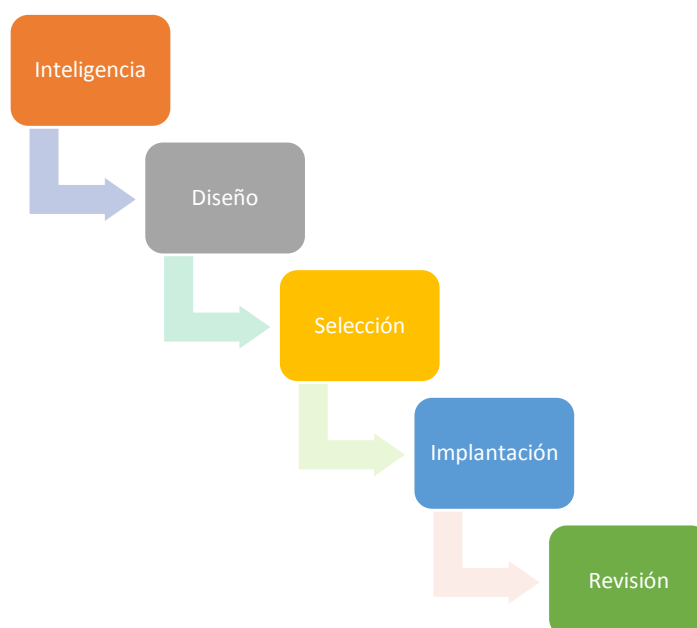 Inteligencia
Diseño
Selección
Implantación
Revisión